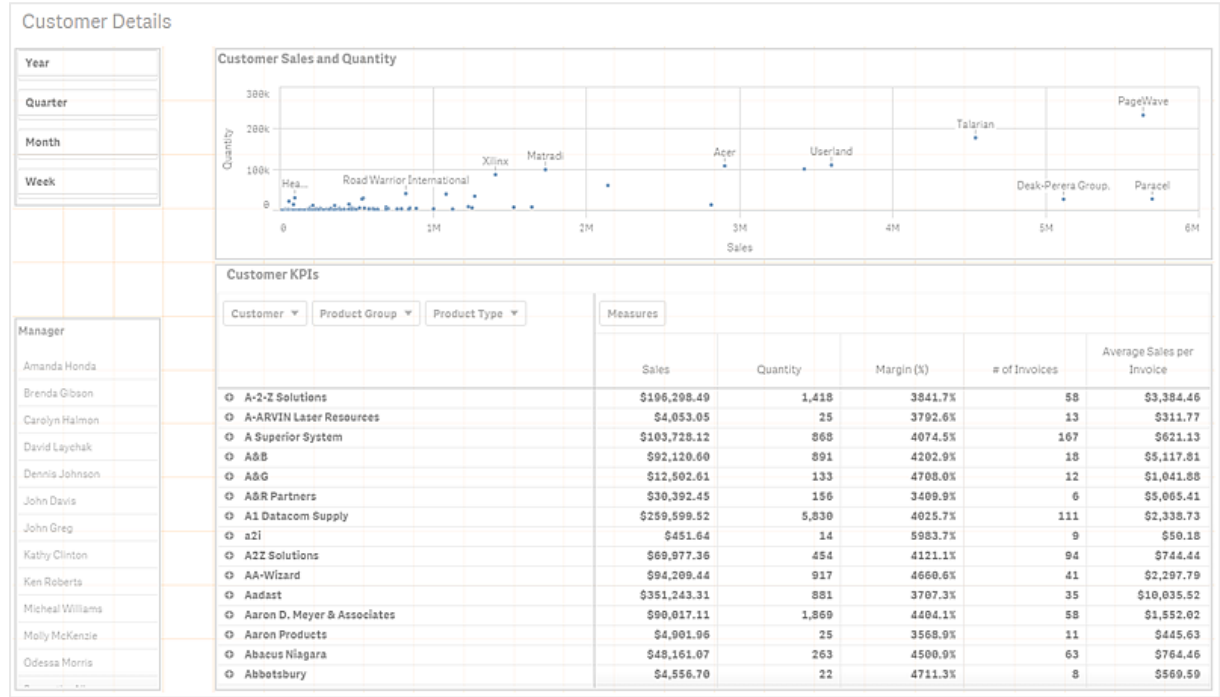 Customer Details
Year
Quarter
Month
Week
Manager
Amanda Honda
Brenda Gibson
Carolyn Halmon
David Laychak
Dennis Johnson
John Davis
John Greg
Kathy Clinton
Ken Roberts
Micheal Williams
Molly McKenzie
Odessa Morris
Customer Sales and Quantity
300k
200k
100k
0
Quantity
PageWave
Talarian
Acer
Userland
Xilinx
Matradi
Hea...
Road Warrior International
Deak-Perera Group.
Paracel
0 1M 2M 3M 4M 5M 6M
Sales
Customer KPIs
Customer Product Group Product Type Measures
Sales Quantity Margin (%) # of Invoices Average Sales per Invoice
A-2-Z Solutions $196,298.49 1,418 3841.7% 58 $3,384.46
A-ARVIN Laser Resources $4,053.05 25 3792.6% 13 $311.77
A Superior System $103,728.12 868 4074.5% 167 $621.13
A&B $92,120.60 891 4202.9% 18 $5,117.81
A&G $12,502.61 133 4708.0% 12 $1,041.88
A&R Partners $30,392.45 156 3409.9% 6 $5,065.41
A1 Datacom Supply $259,599.52 5,830 4025.7% 111 $2,338.73
a2i $451.64 14 5983.7% 9 $50.18
A2Z Solutions $69,977.36 454 4121.1% 94 $744.44
AA-Wizard $94,209.44 917 4660.6% 41 $2,297.79
Aadast $351,243.31 881 3707.3% 35 $10,035.52
Aaron D. Meyer & Associates $90,017.11 1,869 4404.1% 58 $1,552.02
Aaron Products $4,901.96 25 3568.9% 11 $445.63
Abacus Niagara $48,161.07 263 4500.9% 63 $764.46
Abbotsbury $4,556.70 22 4711.3% 8 $569.59